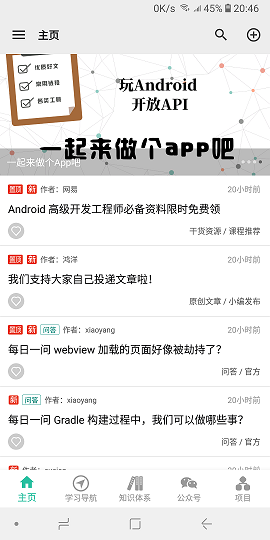 0K/s 45% 20:46
主页
优质好文
常用链接
各类工具
玩Android
开放API
一起来做个app吧
一起来做个App吧
置顶 新 作者：网易 20小时前
Android 高级开发工程师必备资料限时免费领
干货资源 / 课程推荐
置顶 新 作者：鸿洋 20小时前
我们支持大家自己投递文章啦！
原创文章 / 小编发布
置顶 新 问答 作者：xiaoyang 20小时前
每日一问 webview 加载的页面好像被劫持了？
问答 / 官方
新 问答 作者：xiaoyang 20小时前
每日一问 Gradle 构建过程中，我们可以做哪些事？
问答 / 官方
主页 学习导航 知识体系 公众号 项目